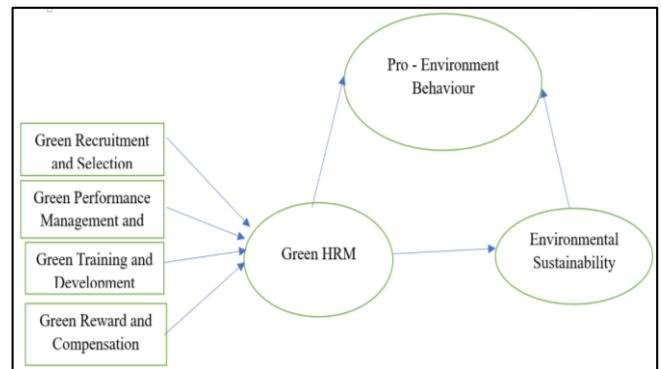 Pro - Environment
Behaviour
Green Recruitment
and Selection
Green Performance
Management and
Green Training and
Development
Green Reward and
Compensation
Green HRM
Environmental
Sustainability